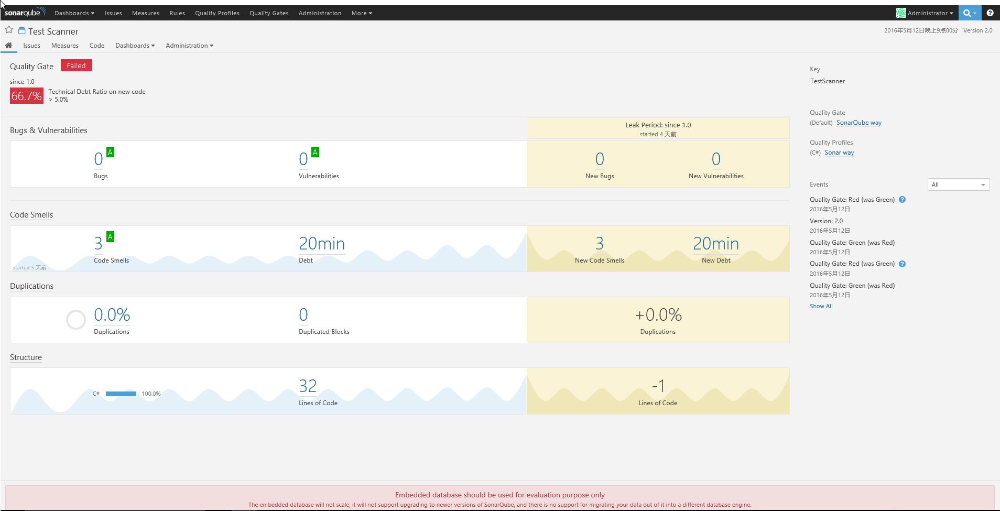 sonarqube Dashboards Issues Measures Rules Quality Profiles Quality Gates Administration More Administrator ?
Test Scanner 2016年5月12日晚上9点00分 Version 2.0
Issues Measures Code Dashboards Administration
Quality Gate Failed
since 1.0
66.7% Technical Debt Ratio on new code
> 5.0%
Bugs & Vulnerabilities
Leak Period: since 1.0
started 4 天前
0 A
Bugs
0 A
Vulnerabilities
0
New Bugs
0
New Vulnerabilities
Code Smells
3 A
Code Smells
started 5 天前
20min
Debt
3
New Code Smells
20min
New Debt
Duplications
0.0%
Duplications
0
Duplicated Blocks
+0.0%
Duplications
Structure
C# 100.0%
32
Lines of Code
-1
Lines of Code
Key
TestScanner
Quality Gate
(Default) SonarQube way
Quality Profiles
(C#) Sonar way
Events All
Quality Gate: Red (was Green) ?
2016年5月12日
Version: 2.0
2016年5月12日
Quality Gate: Green (was Red)
2016年5月12日
Quality Gate: Red (was Green) ?
2016年5月12日
Quality Gate: Green (was Red)
2016年5月12日
Show All
Embedded database should be used for evaluation purpose only
The embedded database will not scale, it will not support upgrading to newer versions of SonarQube, and there is no support for migrating your data out of it into a different database engine.